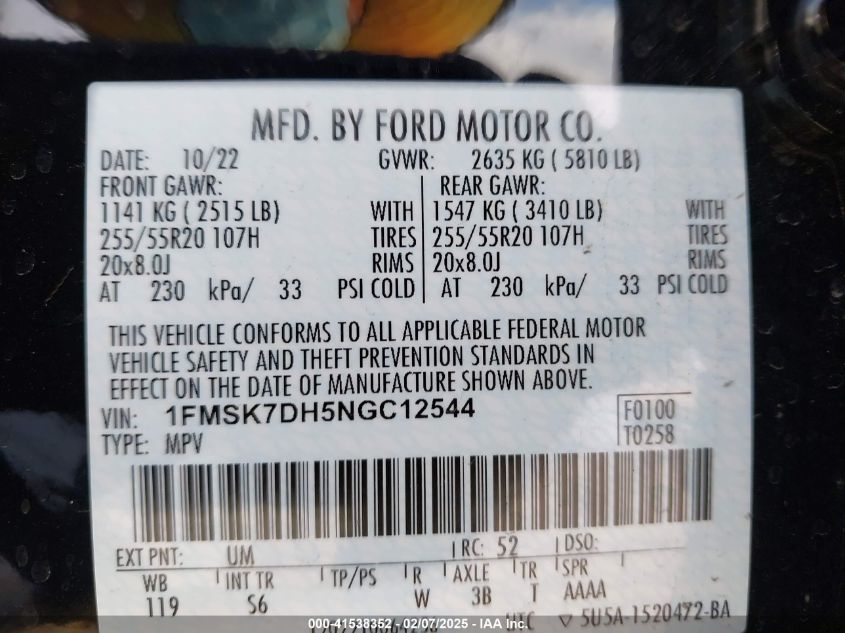 MFD. BY FORD MOTOR CO.
DATE: 10/22 GVWR: 2635 KG ( 5810 LB)
FRONT GAWR: REAR GAWR:
1141 KG ( 2515 LB) WITH 1547 KG ( 3410 LB) WITH
255/55R20 107H TIRES 255/55R20 107H TIRES
20x8.0J RIMS 20x8.0J RIMS
AT 230 kPa/ 33 PSI COLD AT 230 kPa/ 33 PSI COLD
THIS VEHICLE CONFORMS TO ALL APPLICABLE FEDERAL MOTOR
VEHICLE SAFETY AND THEFT PREVENTION STANDARDS IN
EFFECT ON THE DATE OF MANUFACTURE SHOWN ABOVE.
VIN: 1FMSK7DH5NGC12544 F0100
TYPE: MPV T0258
EXT PNT: UM RC: 52 DSO:
WB INT TR TP/PS R AXLE TR SPR
119 S6 W 3B T AAAA
UTC 5U5A-1520472-BA
000-41538352 - 02/07/2025 - IAA Inc.